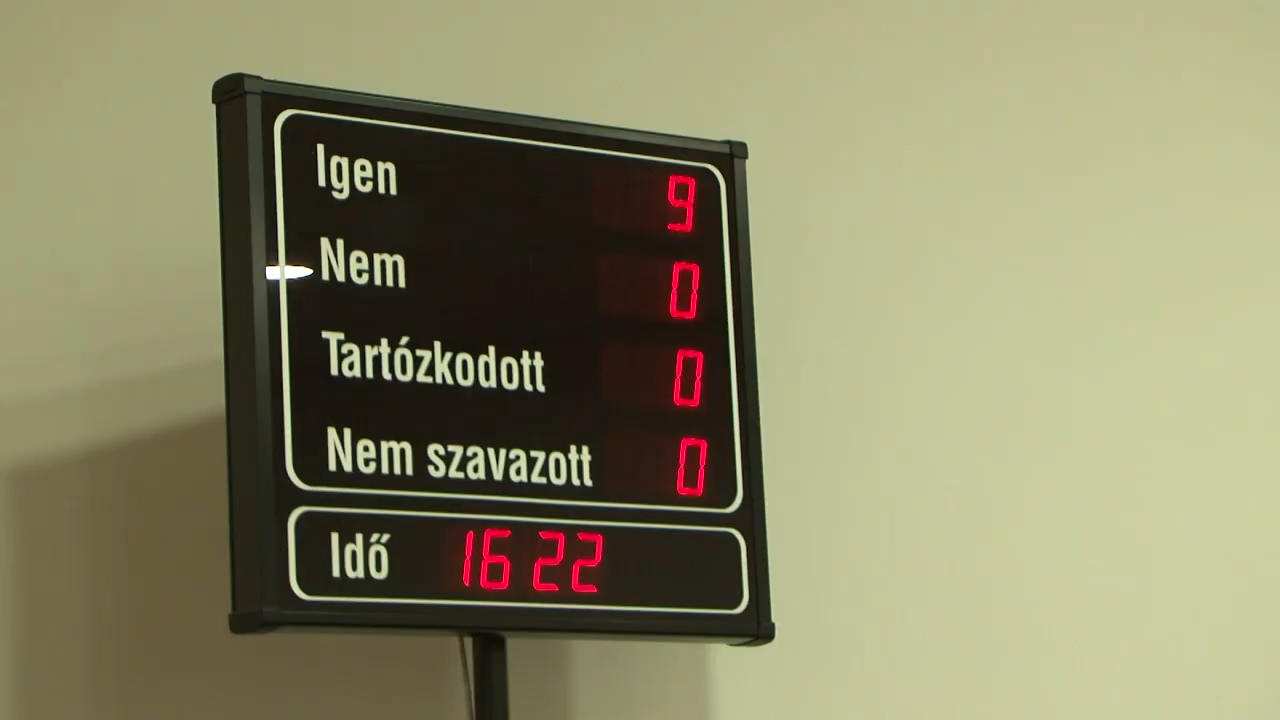 Igen 9
Nem 0
Tartózkodott 0
Nem szavazott 0
Idő 16 22